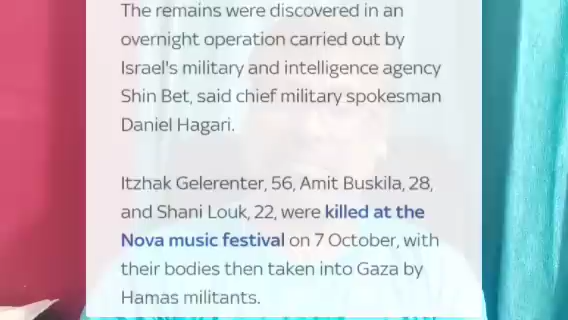 The remains were discovered in an
overnight operation carried out by
Israel's military and intelligence agency
Shin Bet, said chief military spokesman
Daniel Hagari.
Itzhak Gelerenter, 56, Amit Buskila, 28,
and Shani Louk, 22, were killed at the
Nova music festival on 7 October, with
their bodies then taken into Gaza by
Hamas militants.